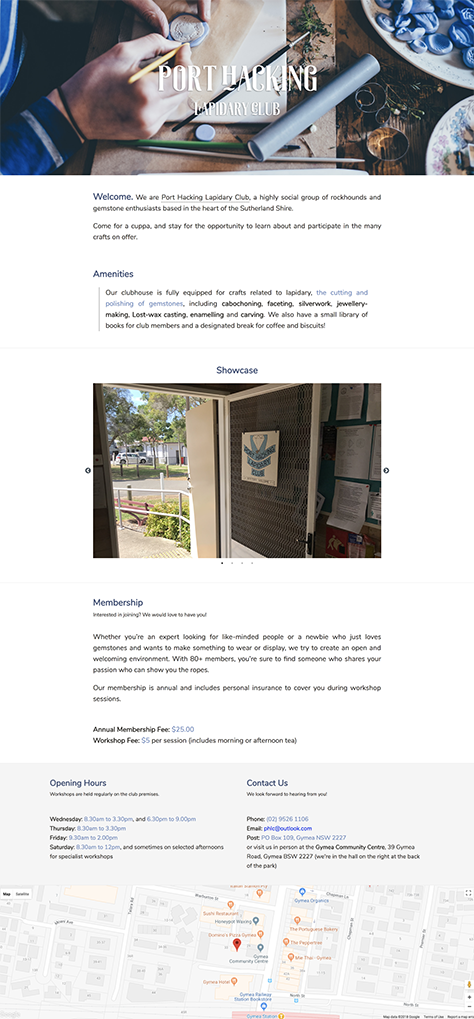 PORT HACKING
LAPIDARY CLUB
Welcome. We are Port Hacking Lapidary Club, a highly social group of rockhounds and
gemstone enthusiasts based in the heart of the Sutherland Shire.
Come for a cuppa, and stay for the opportunity to learn about and participate in the many
crafts on offer.
Amenities
Our clubhouse is fully equipped for crafts related to lapidary, the cutting and
polishing of gemstones, including cabochoning, faceting, silverwork, jewellery-
making, Lost-wax casting, enamelling and carving. We also have a small library of
books for club members and a designated break for coffee and biscuits!
Showcase
PORT HACKING
LAPIDARY
CLUB
Membership
Interested in joining? We would love to have you!
Whether you're an expert looking for like-minded people or a newbie who just loves
gemstones and wants to make something to wear or display, we try to create an open and
welcoming environment. With 80+ members, you're sure to find someone who shares your
passion who can show you the ropes.
Our membership is annual and includes personal insurance to cover you during workshop
sessions.
Annual Membership Fee: $25.00
Workshop Fee: $5 per session (includes morning or afternoon tea)
Opening Hours
Workshops are held regularly on the club premises.
Wednesday: 8.30am to 3.30pm, and 6.30pm to 9.00pm
Thursday: 8.30am to 3.30pm
Friday: 9.30am to 2.00pm
Saturday: 8.30am to 12pm, and sometimes on selected afternoons
for specialist workshops
Contact Us
We look forward to hearing from you!
Phone: (02) 9526 1106
Email: phlc@outlook.com
Post: PO Box 109, Gymea NSW 2227
or visit us in person at the Gymea Community Centre, 39 Gymea
Road, Gymea BSW 2227 (we're in the hall on the right at the back
of the park)
Map
Satellite
Gymea Organics
Sushi Restaurant
Honeypot Waxing
Domino's Pizza Gymea
The Portuguese Bakery
The Peppertree
Gymea
Community Centre
Mai Thai - Gymea
Gymea Hotel
Gymea Railway
Station Bookstore
North St
Gymea Station
Google
Map data ©2019 Google
Terms of Use
Report a map